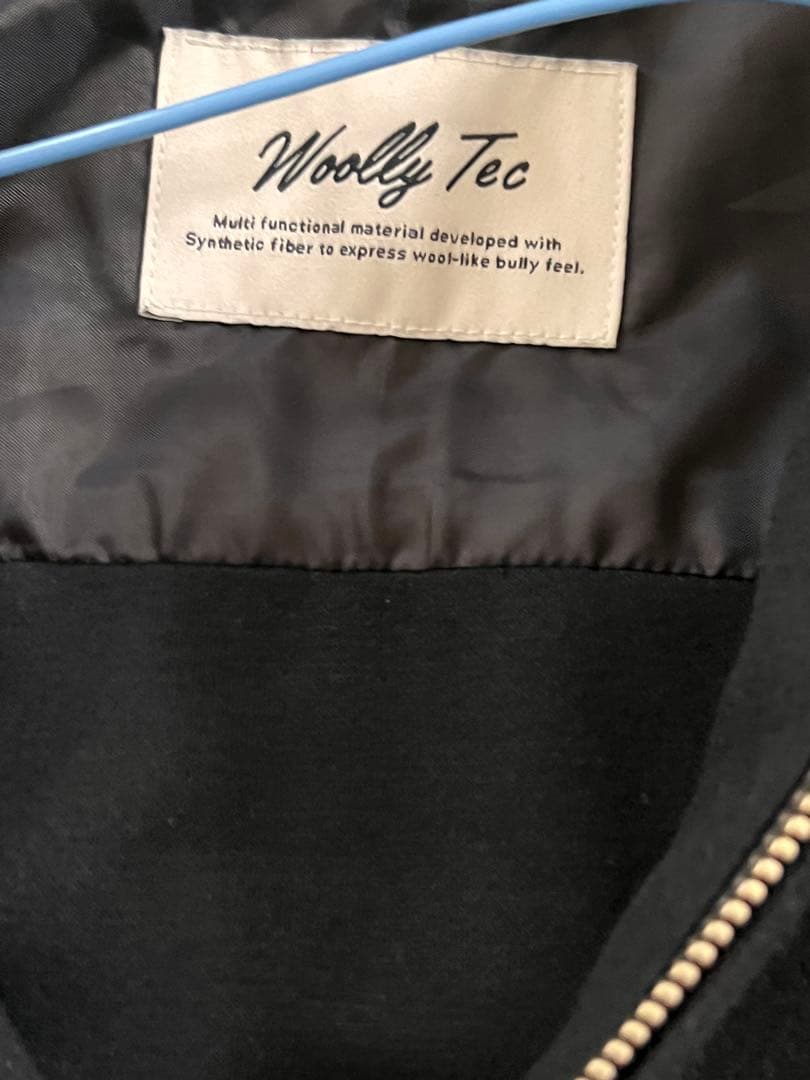 Woolly Tec
Multi functional material developed with
Synthetic fiber to express wool-like bully feel.